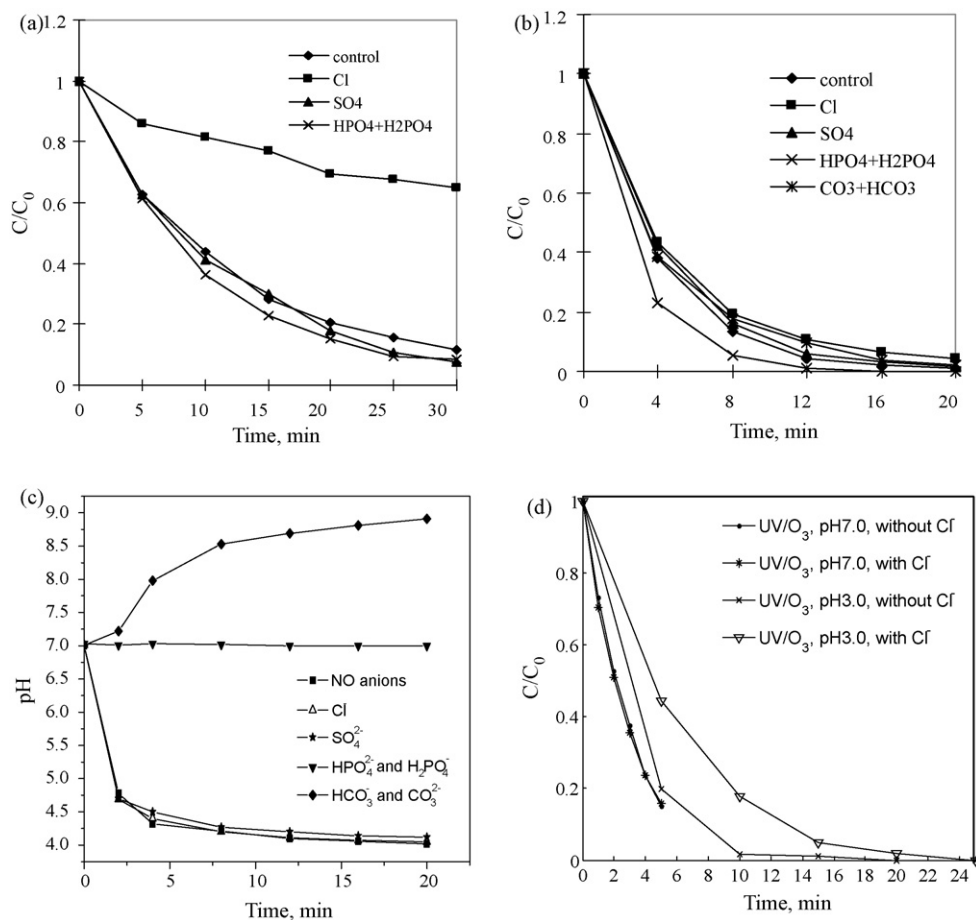 (a)
1.2
1
0.8
0.6
0.4
0.2
0
C/C₀
control
Cl
SO4
HPO4+H2PO4
0 5 10 15 20 25 30
Time, min
(b)
1.2
1
0.8
0.6
0.4
0.2
0
C/C₀
control
Cl
SO4
HPO4+H2PO4
CO3+HCO3
0 4 8 12 16 20
Time, min
(c)
9.0
8.5
8.0
7.5
7.0
6.5
6.0
5.5
5.0
4.5
4.0
pH
NO anions
Cl⁻
SO₄²⁻
HPO₄²⁻ and H₂PO₄⁻
HCO₃⁻ and CO₃²⁻
0 5 10 15 20
Time, min
(d)
1
0.8
0.6
0.4
0.2
0
C/C₀
UV/O₃, pH7.0, without Cl⁻
UV/O₃, pH7.0, with Cl⁻
UV/O₃, pH3.0, without Cl⁻
UV/O₃, pH3.0, with Cl⁻
0 2 4 6 8 10 12 14 16 18 20 22 24
Time, min